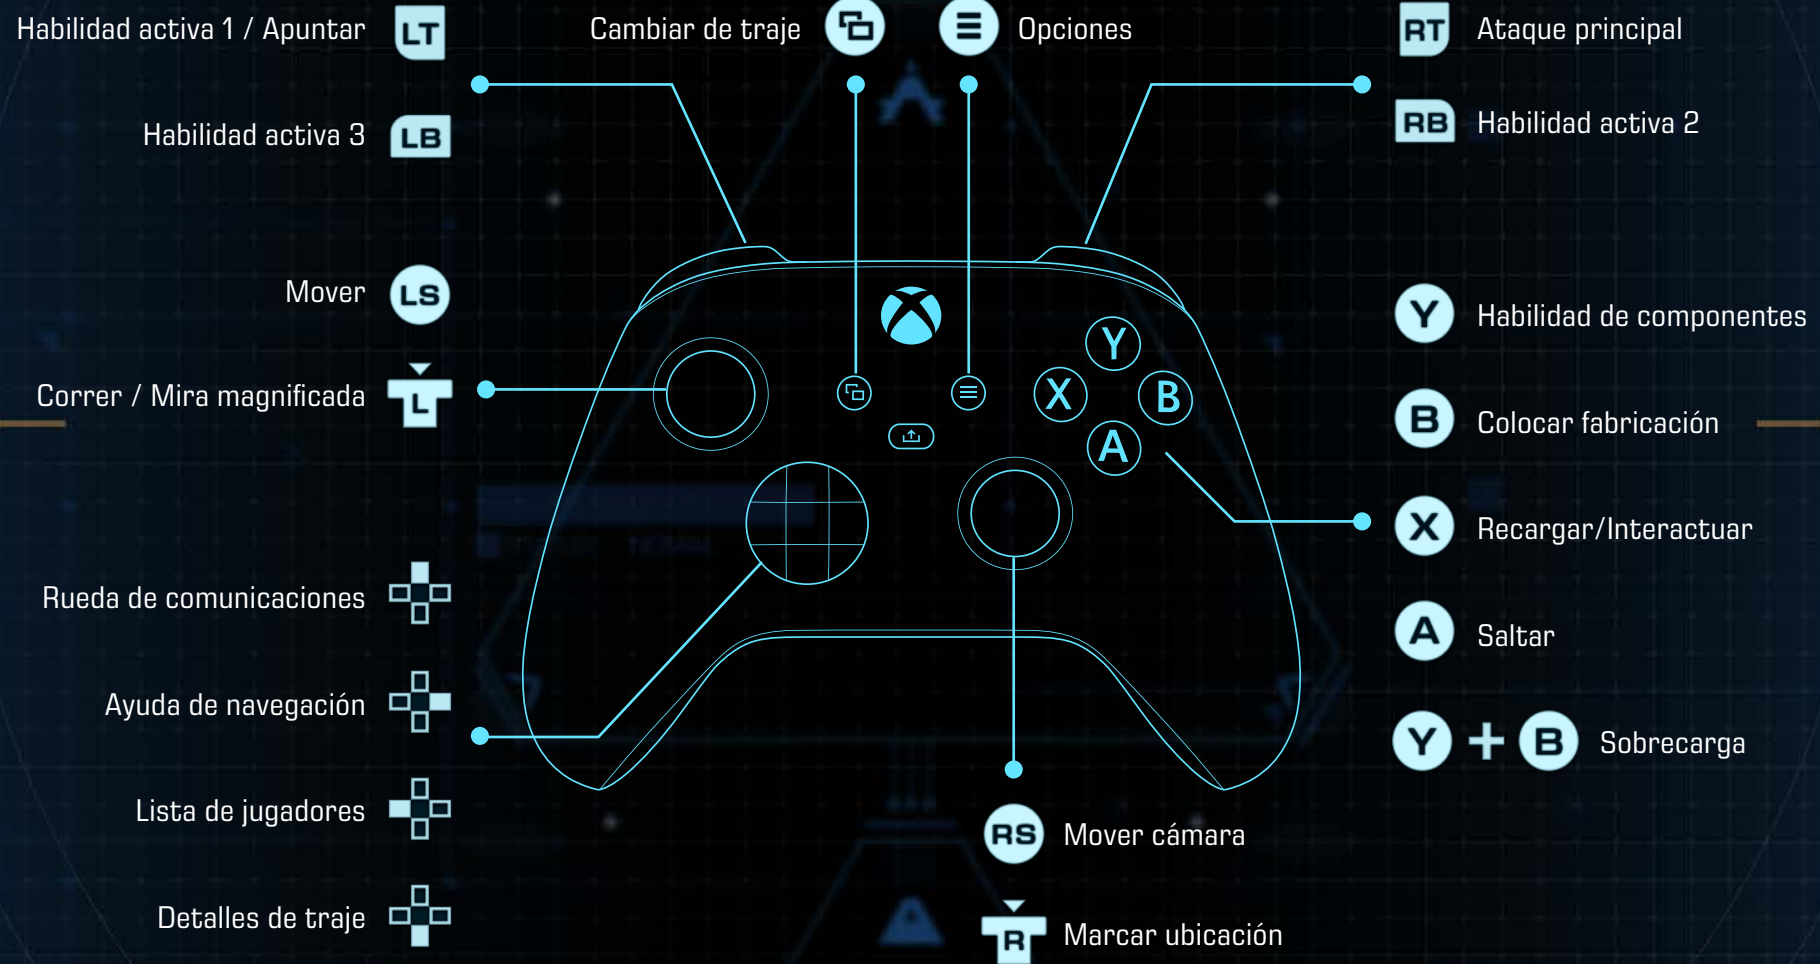 Habilidad activa 1 / Apuntar LT
Cambiar de traje
Opciones
RT Ataque principal
Habilidad activa 3 LB
RB Habilidad activa 2
Mover LS
Correr / Mira magnificada L
Y
X
B
A
Y Habilidad de componentes
B Colocar fabricación
X Recargar/Interactuar
A Saltar
Y + B Sobrecarga
Rueda de comunicaciones
Ayuda de navegación
Lista de jugadores
Detalles de traje
RS Mover cámara
R Marcar ubicación